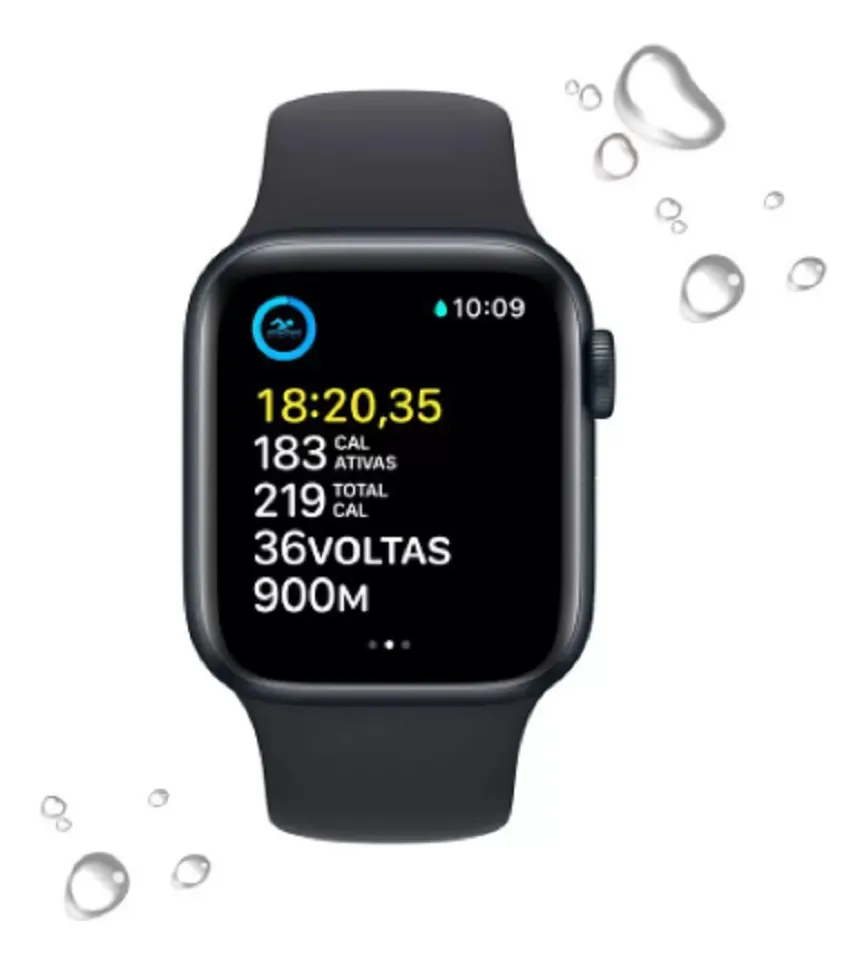 10:09
18:20,35
183 CAL ATIVAS
219 TOTAL CAL
36VOLTAS
900M